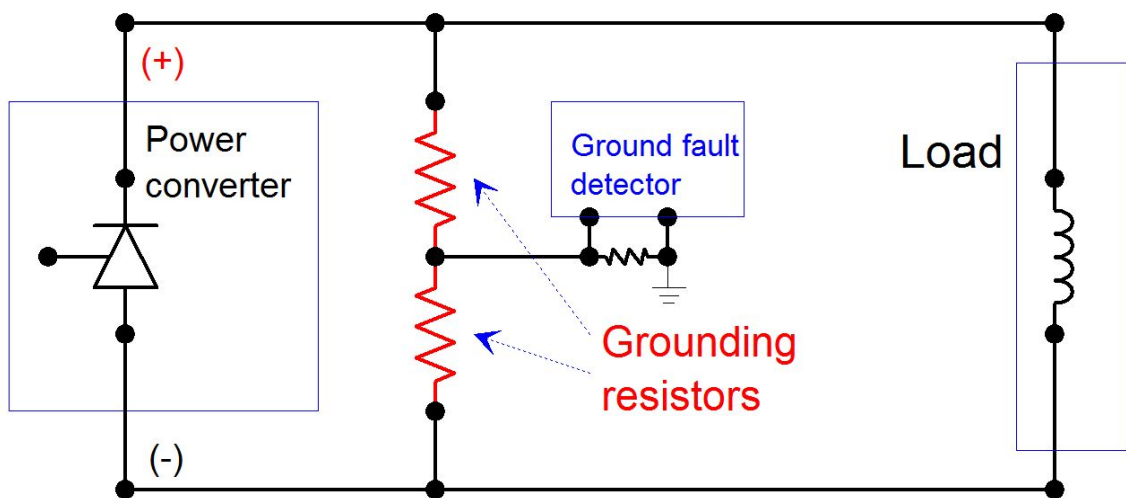 (+)
Power
converter
Ground fault
detector
Load
Grounding
resistors
(-)